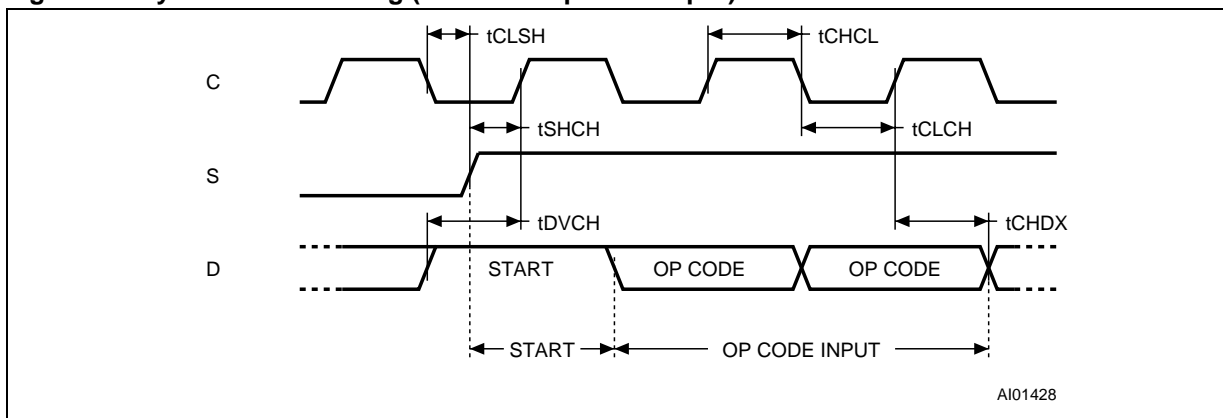 tCLSH tCHCL
C
tSHCH tCLCH
S
tDVCH tCHDX
D START OP CODE OP CODE
START OP CODE INPUT
AI01428